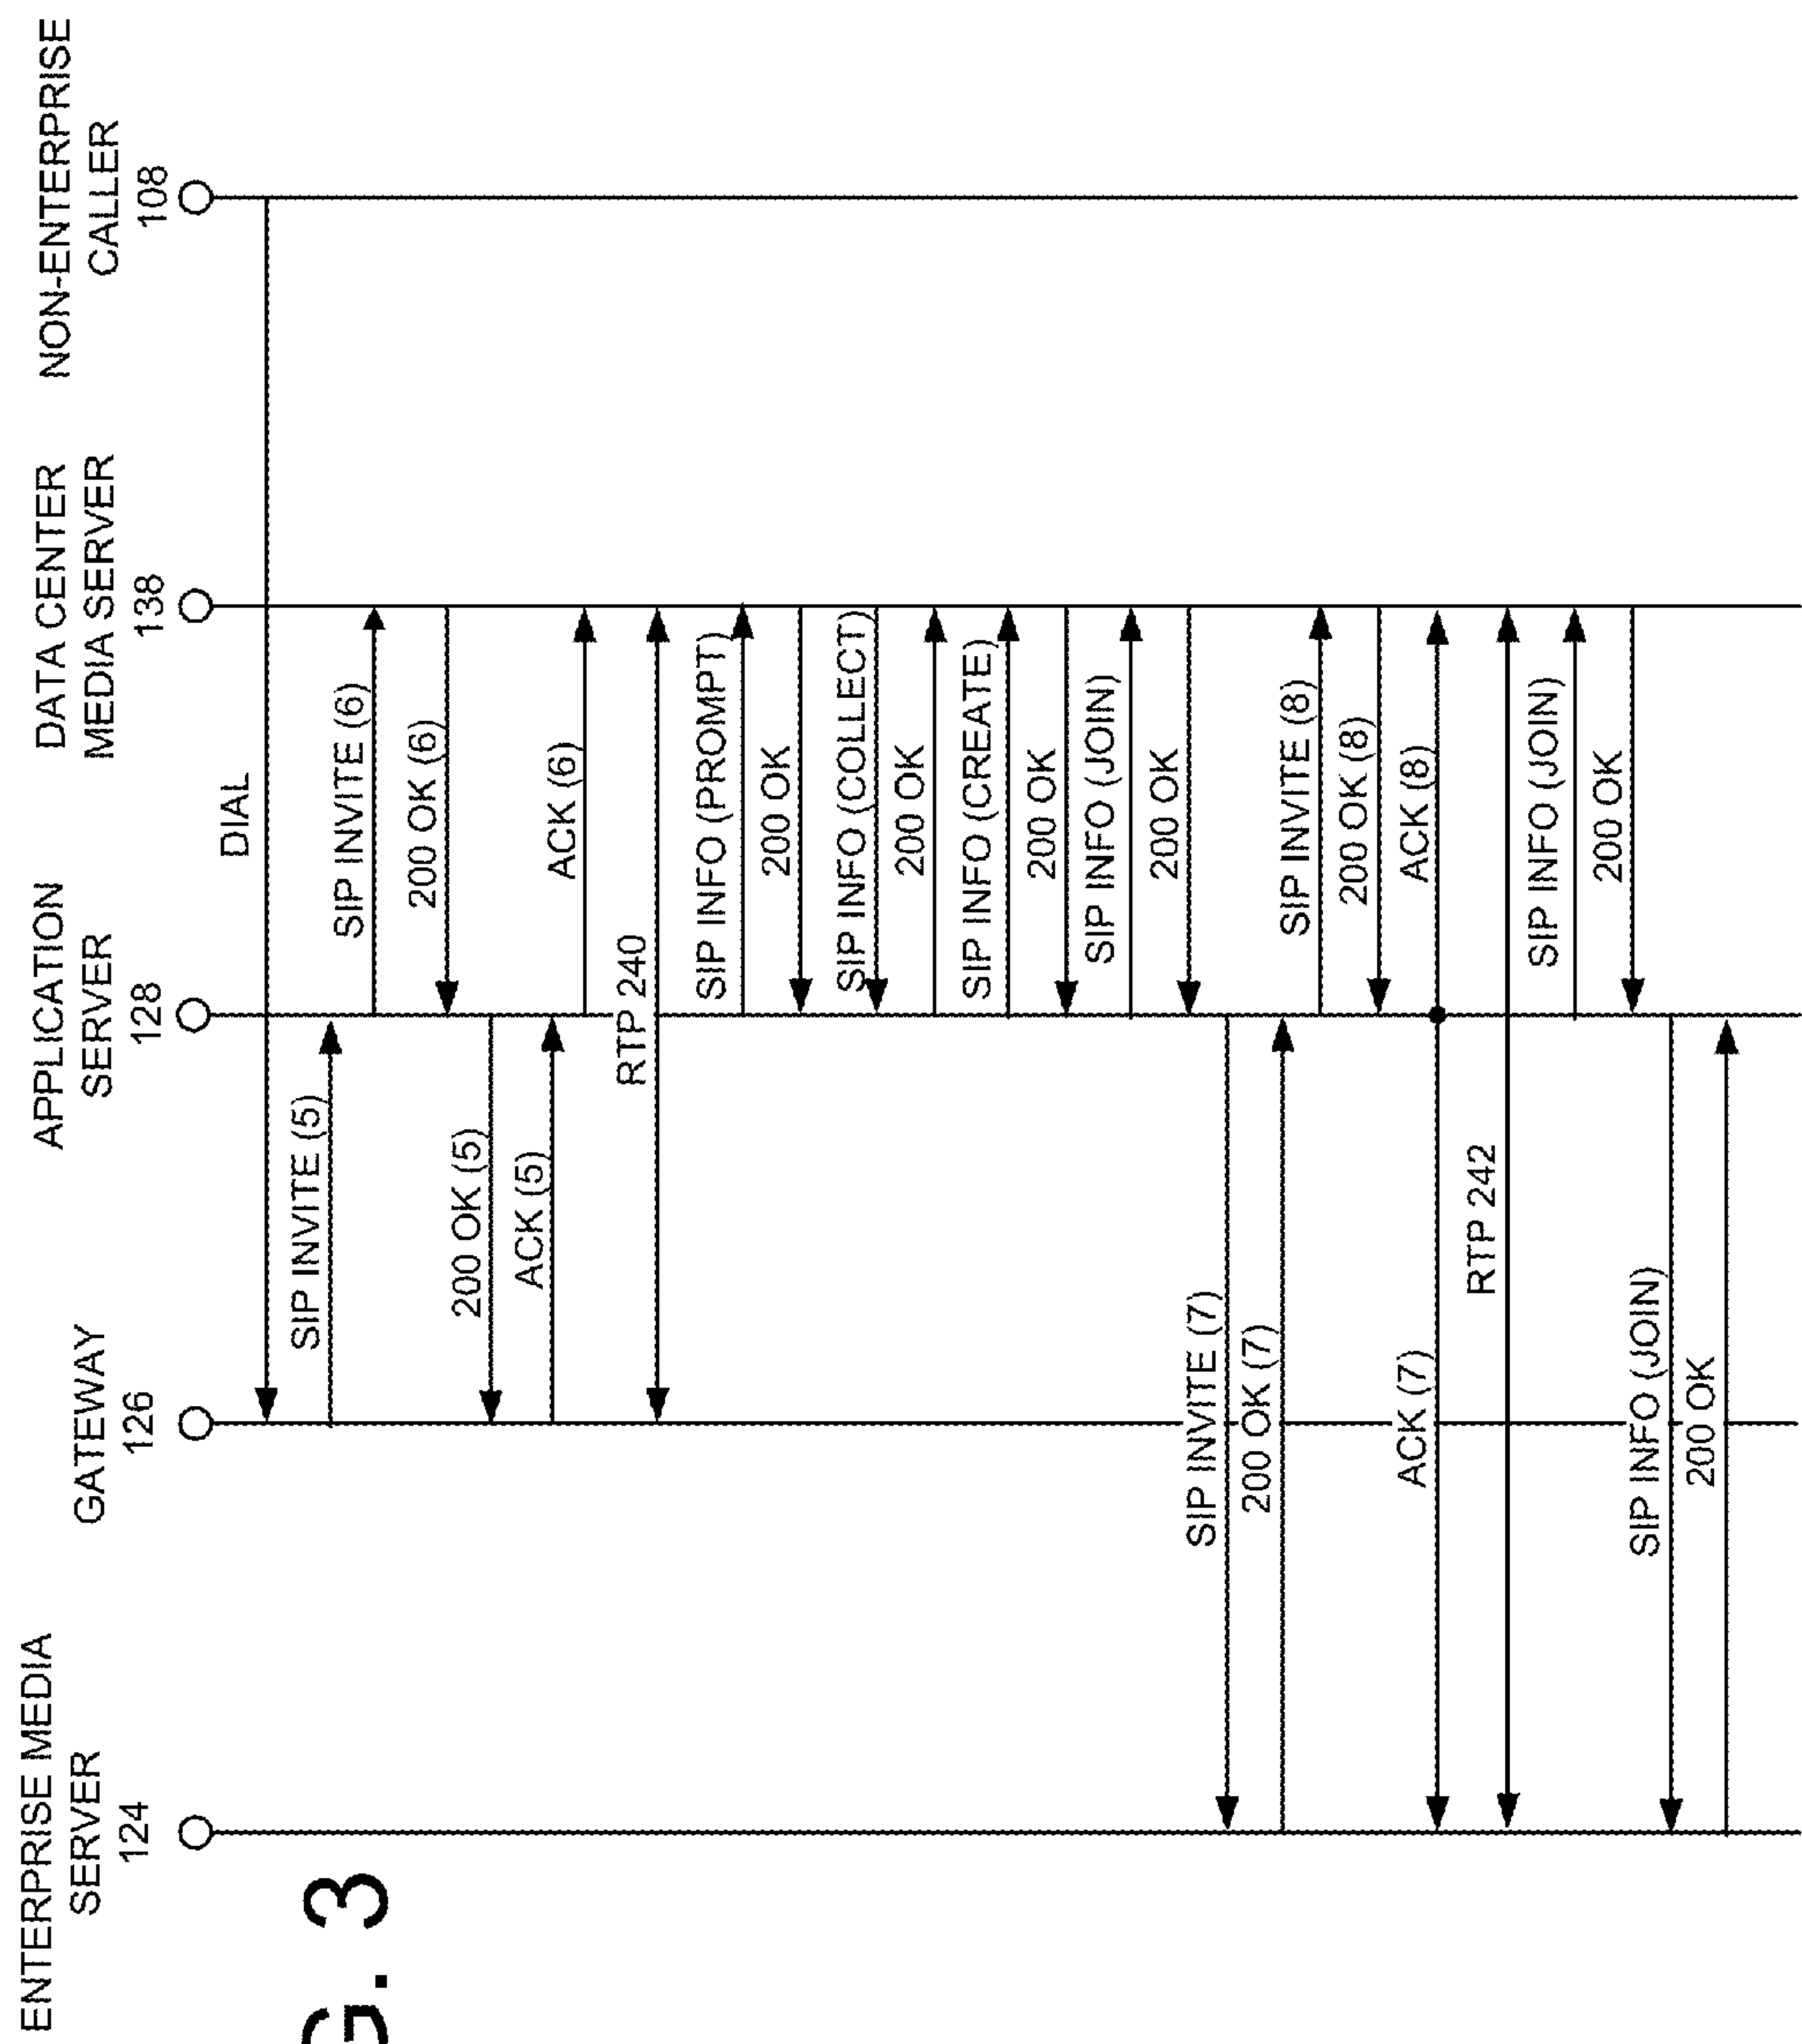 ENTERPRISE MEDIA
SERVER
124
GATEWAY
126
APPLICATION
SERVER
128
DATA CENTER
MEDIA SERVER
138
NON-ENTERPRISE
CALLER
108
DIAL
SIP INVITE (5)
SIP INVITE (6)
200 OK (6)
200 OK (5)
ACK (5)
ACK (6)
RTP 240
SIP INFO (PROMPT)
200 OK
SIP INFO (COLLECT)
200 OK
SIP INFO (CREATE)
200 OK
SIP INFO (JOIN)
200 OK
SIP INVITE (7)
200 OK (7)
SIP INVITE (8)
200 OK (8)
ACK (7)
ACK (8)
RTP 242
SIP INFO (JOIN)
200 OK
SIP INFO (JOIN)
200 OK
G. 3